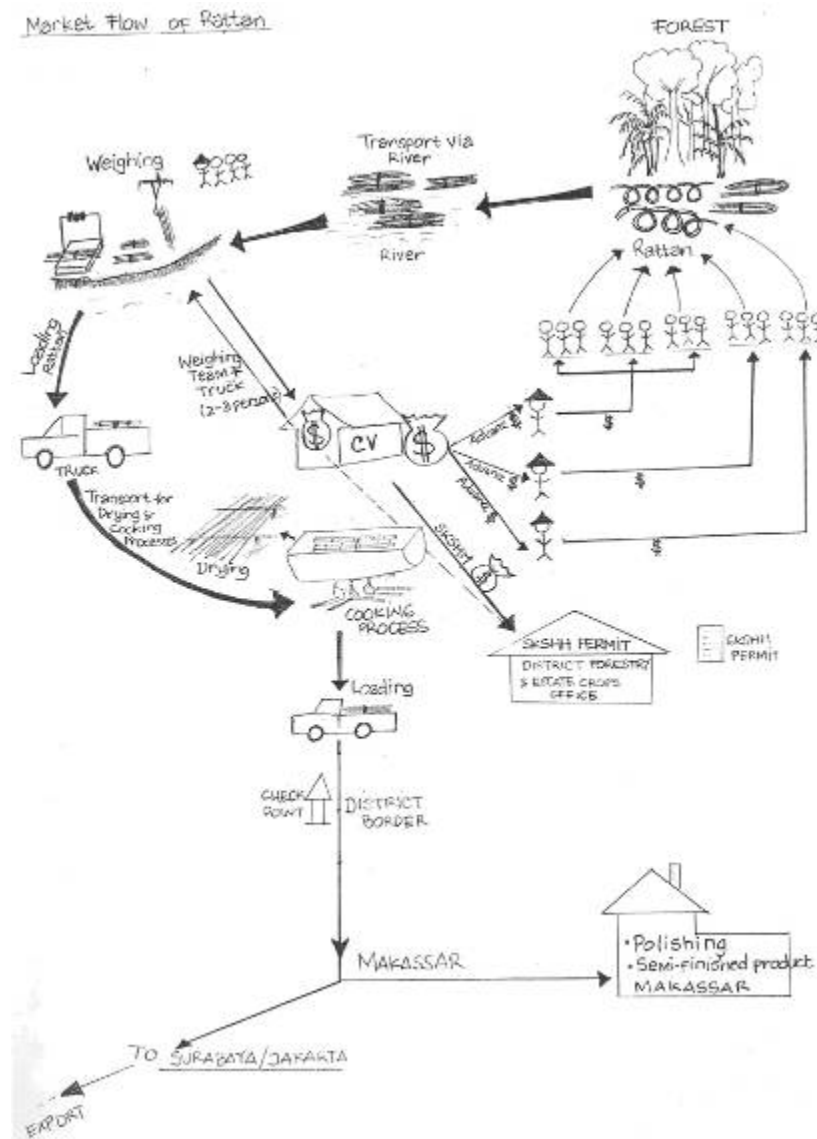 Market Flow of Rattan
FOREST
Transport via
River
Weighing
River
Rattan
Loading
Rattan
Weighing
Team &
Truck
(2-3 person)
$
CV
$
Advance $
Advance $
Advance $
$
$
$
TRUCK
Transport for
Drying &
Cooking
Processes
Drying
COOKING
PROCESS
SKSHH
SKSHH PERMIT
DISTRICT FORESTRY
& ESTATE CROPS
OFFICE
SKSHH
PERMIT
Loading
CHECK
POINT
DISTRICT
BORDER
MAKASSAR
• Polishing
• Semi-finished product
MAKASSAR
TO SURABAYA/JAKARTA
EXPORT